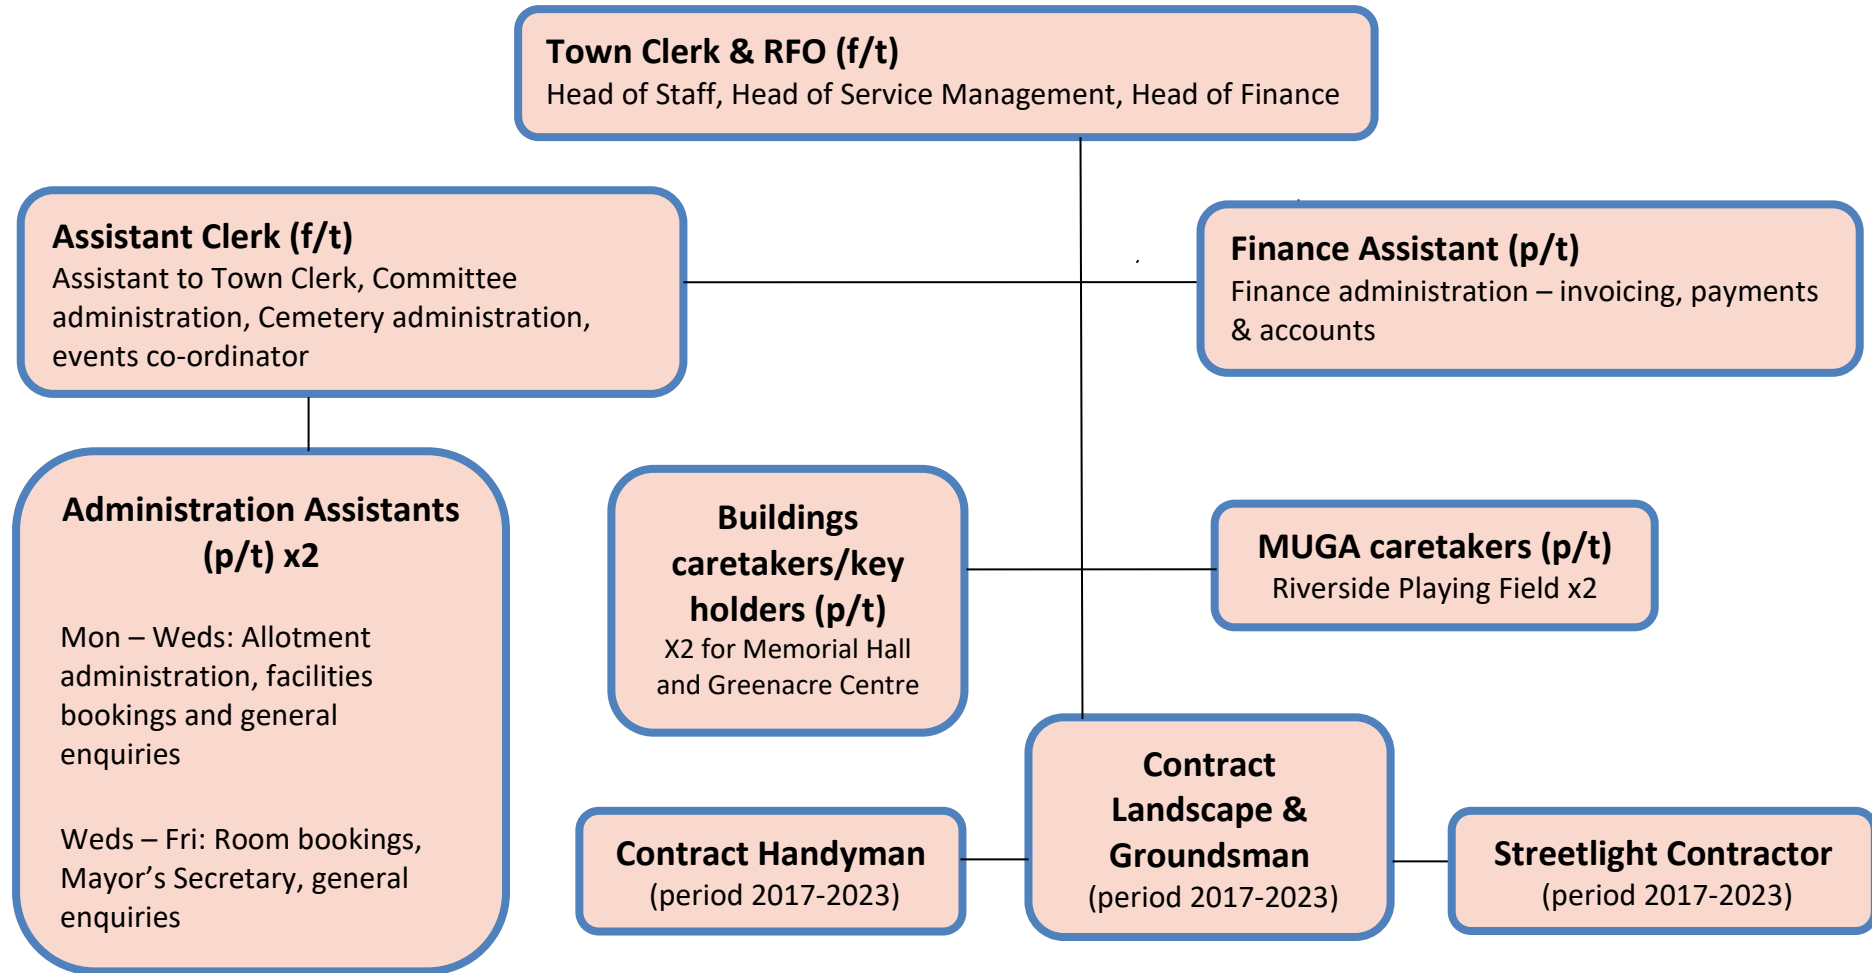 Town Clerk & RFO (f/t)
Head of Staff, Head of Service Management, Head of Finance
Assistant Clerk (f/t)
Assistant to Town Clerk, Committee
administration, Cemetery administration,
events co-ordinator
Finance Assistant (p/t)
Finance administration – invoicing, payments
& accounts
Administration Assistants
(p/t) x2
Mon – Weds: Allotment
administration, facilities
bookings and general
enquiries
Weds – Fri: Room bookings,
Mayor’s Secretary, general
enquiries
Buildings
caretakers/key
holders (p/t)
X2 for Memorial Hall
and Greenacre Centre
MUGA caretakers (p/t)
Riverside Playing Field x2
Contract Handyman
(period 2017-2023)
Contract
Landscape &
Groundsman
(period 2017-2023)
Streetlight Contractor
(period 2017-2023)